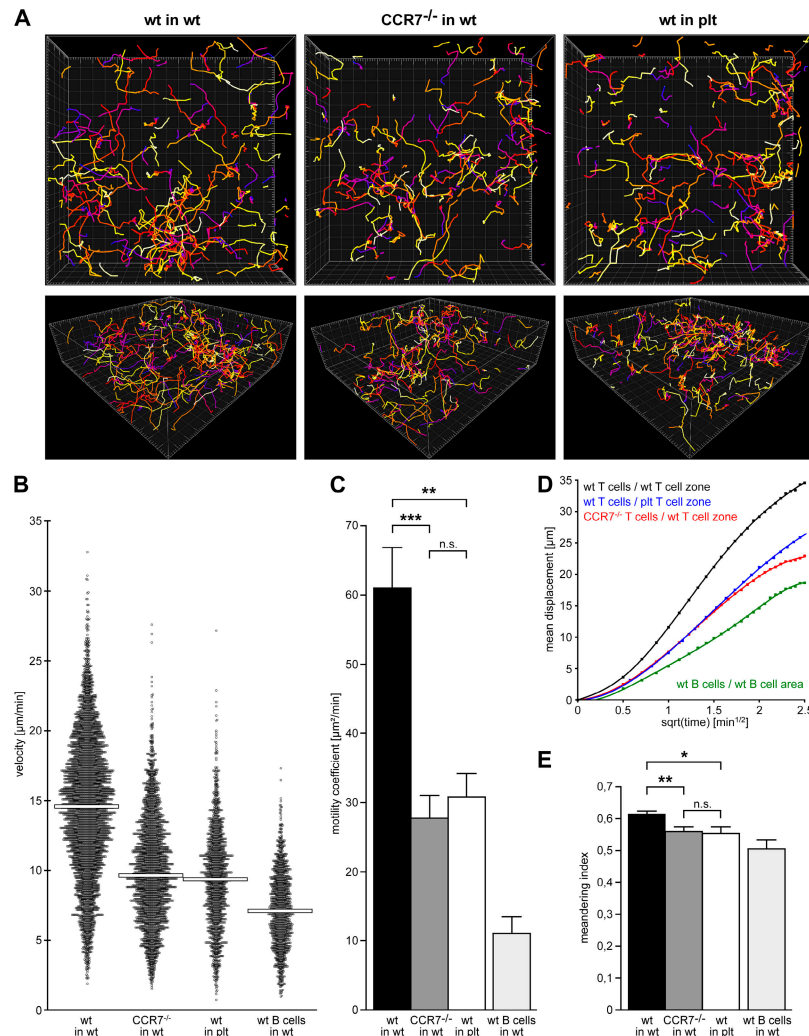 A
wt in wt
CCR7-/- in wt
wt in plt
B
velocity [µm/min]
35
30
25
20
15
10
5
0
wt
in wt
CCR7-/-
in wt
wt
in plt
wt B cells
in wt
C
motility coefficient [µm²/min]
70
60
50
40
30
20
10
0
**
***
n.s.
wt
in wt
CCR7-/-
in wt
wt
in plt
wt B cells
in wt
D
mean displacement [µm]
35
30
25
20
15
10
5
0
wt T cells / wt T cell zone
wt T cells / plt T cell zone
CCR7-/- T cells / wt T cell zone
wt B cells / wt B cell area
0.5
1
1.5
2
2.5
sqrt(time) [min1/2]
E
meandering index
0,7
0,6
0,5
0,4
0,3
0,2
0,1
0
*
**
n.s.
wt
in wt
CCR7-/-
in wt
wt
in plt
wt B cells
in wt